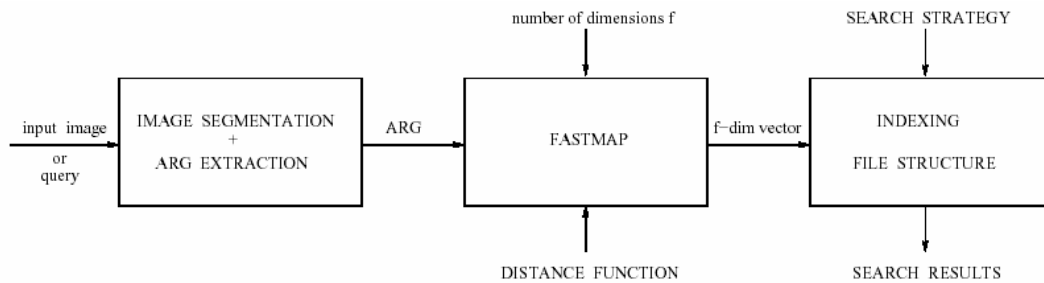 number of dimensions f
SEARCH STRATEGY
input image
or
query
IMAGE SEGMENTATION
+
ARG EXTRACTION
ARG
FASTMAP
f-dim vector
INDEXING
FILE STRUCTURE
DISTANCE FUNCTION
SEARCH RESULTS